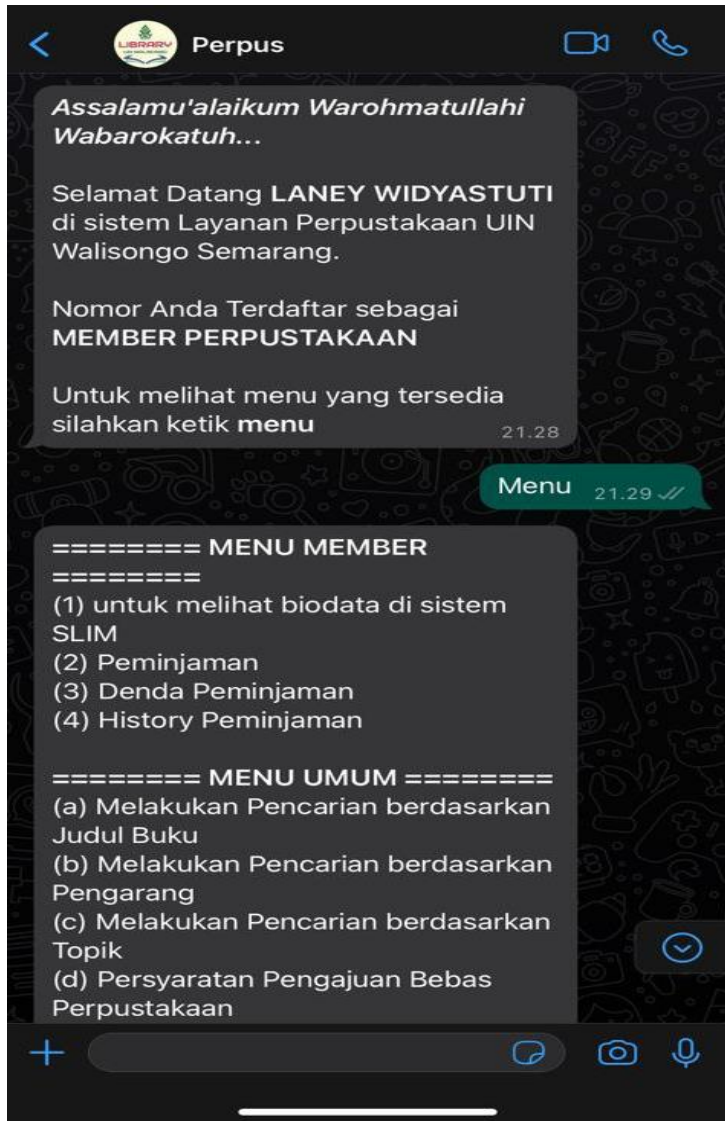 LIBRARY
Perpus
Assalamu'alaikum Warohmatullahi
Wabarokatuh...
Selamat Datang LANEY WIDYASTUTI
di sistem Layanan Perpustakaan UIN
Walisongo Semarang.
Nomor Anda Terdaftar sebagai
MEMBER PERPUSTAKAAN
Untuk melihat menu yang tersedia
silahkan ketik menu
21.28
Menu 21.29
======== MENU MEMBER
========
(1) untuk melihat biodata di sistem
SLIM
(2) Peminjaman
(3) Denda Peminjaman
(4) History Peminjaman
======== MENU UMUM ========
(a) Melakukan Pencarian berdasarkan
Judul Buku
(b) Melakukan Pencarian berdasarkan
Pengarang
(c) Melakukan Pencarian berdasarkan
Topik
(d) Persyaratan Pengajuan Bebas
Perpustakaan